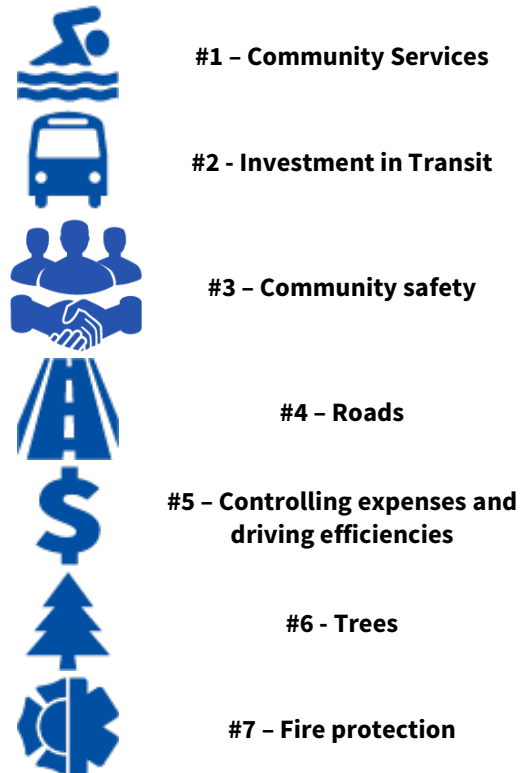 #1 – Community Services
#2 - Investment in Transit
#3 – Community safety
#4 – Roads
#5 – Controlling expenses and
driving efficiencies
#6 - Trees
#7 – Fire protection